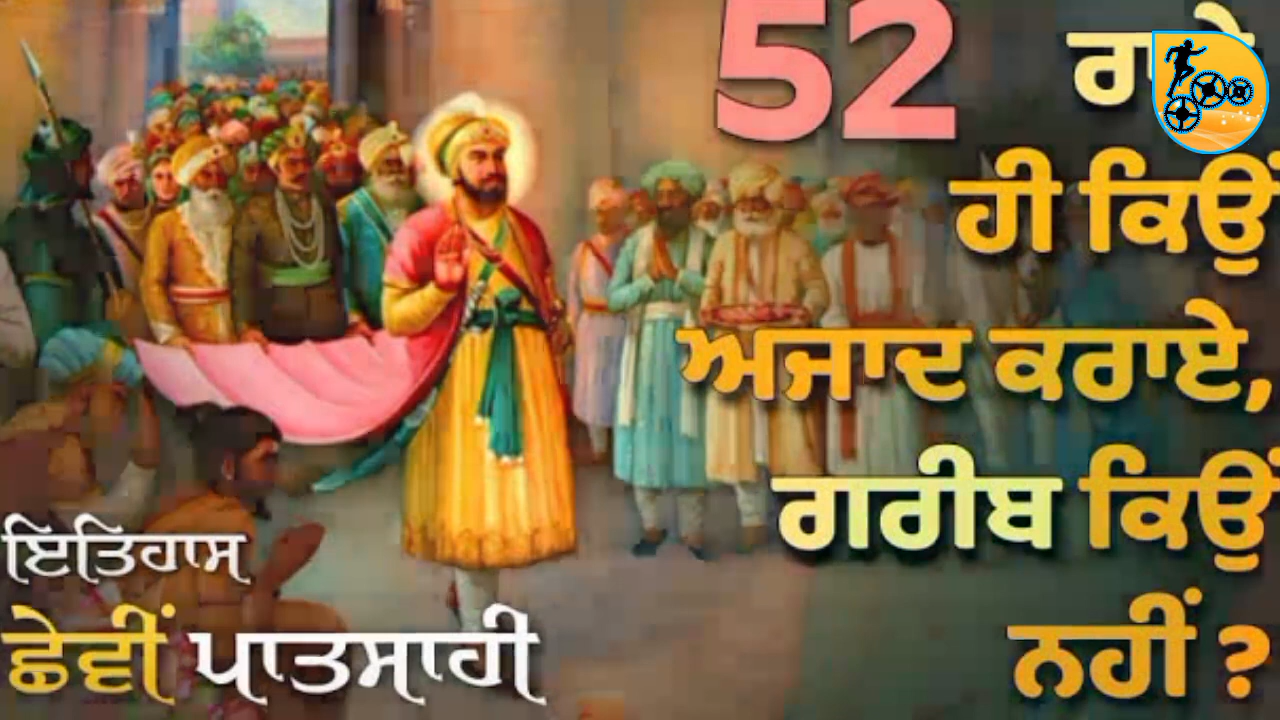 52
ਹੀ ਕਿਉਂ
ਅਜਾਦ ਕਰਾਏ,
ਗਰੀਬ ਕਿਉਂ
ਨਹੀਂ ?
ਇਤਿਹਾਸ
ਛੇਵੀਂ ਪਾਤਸਾਹੀ